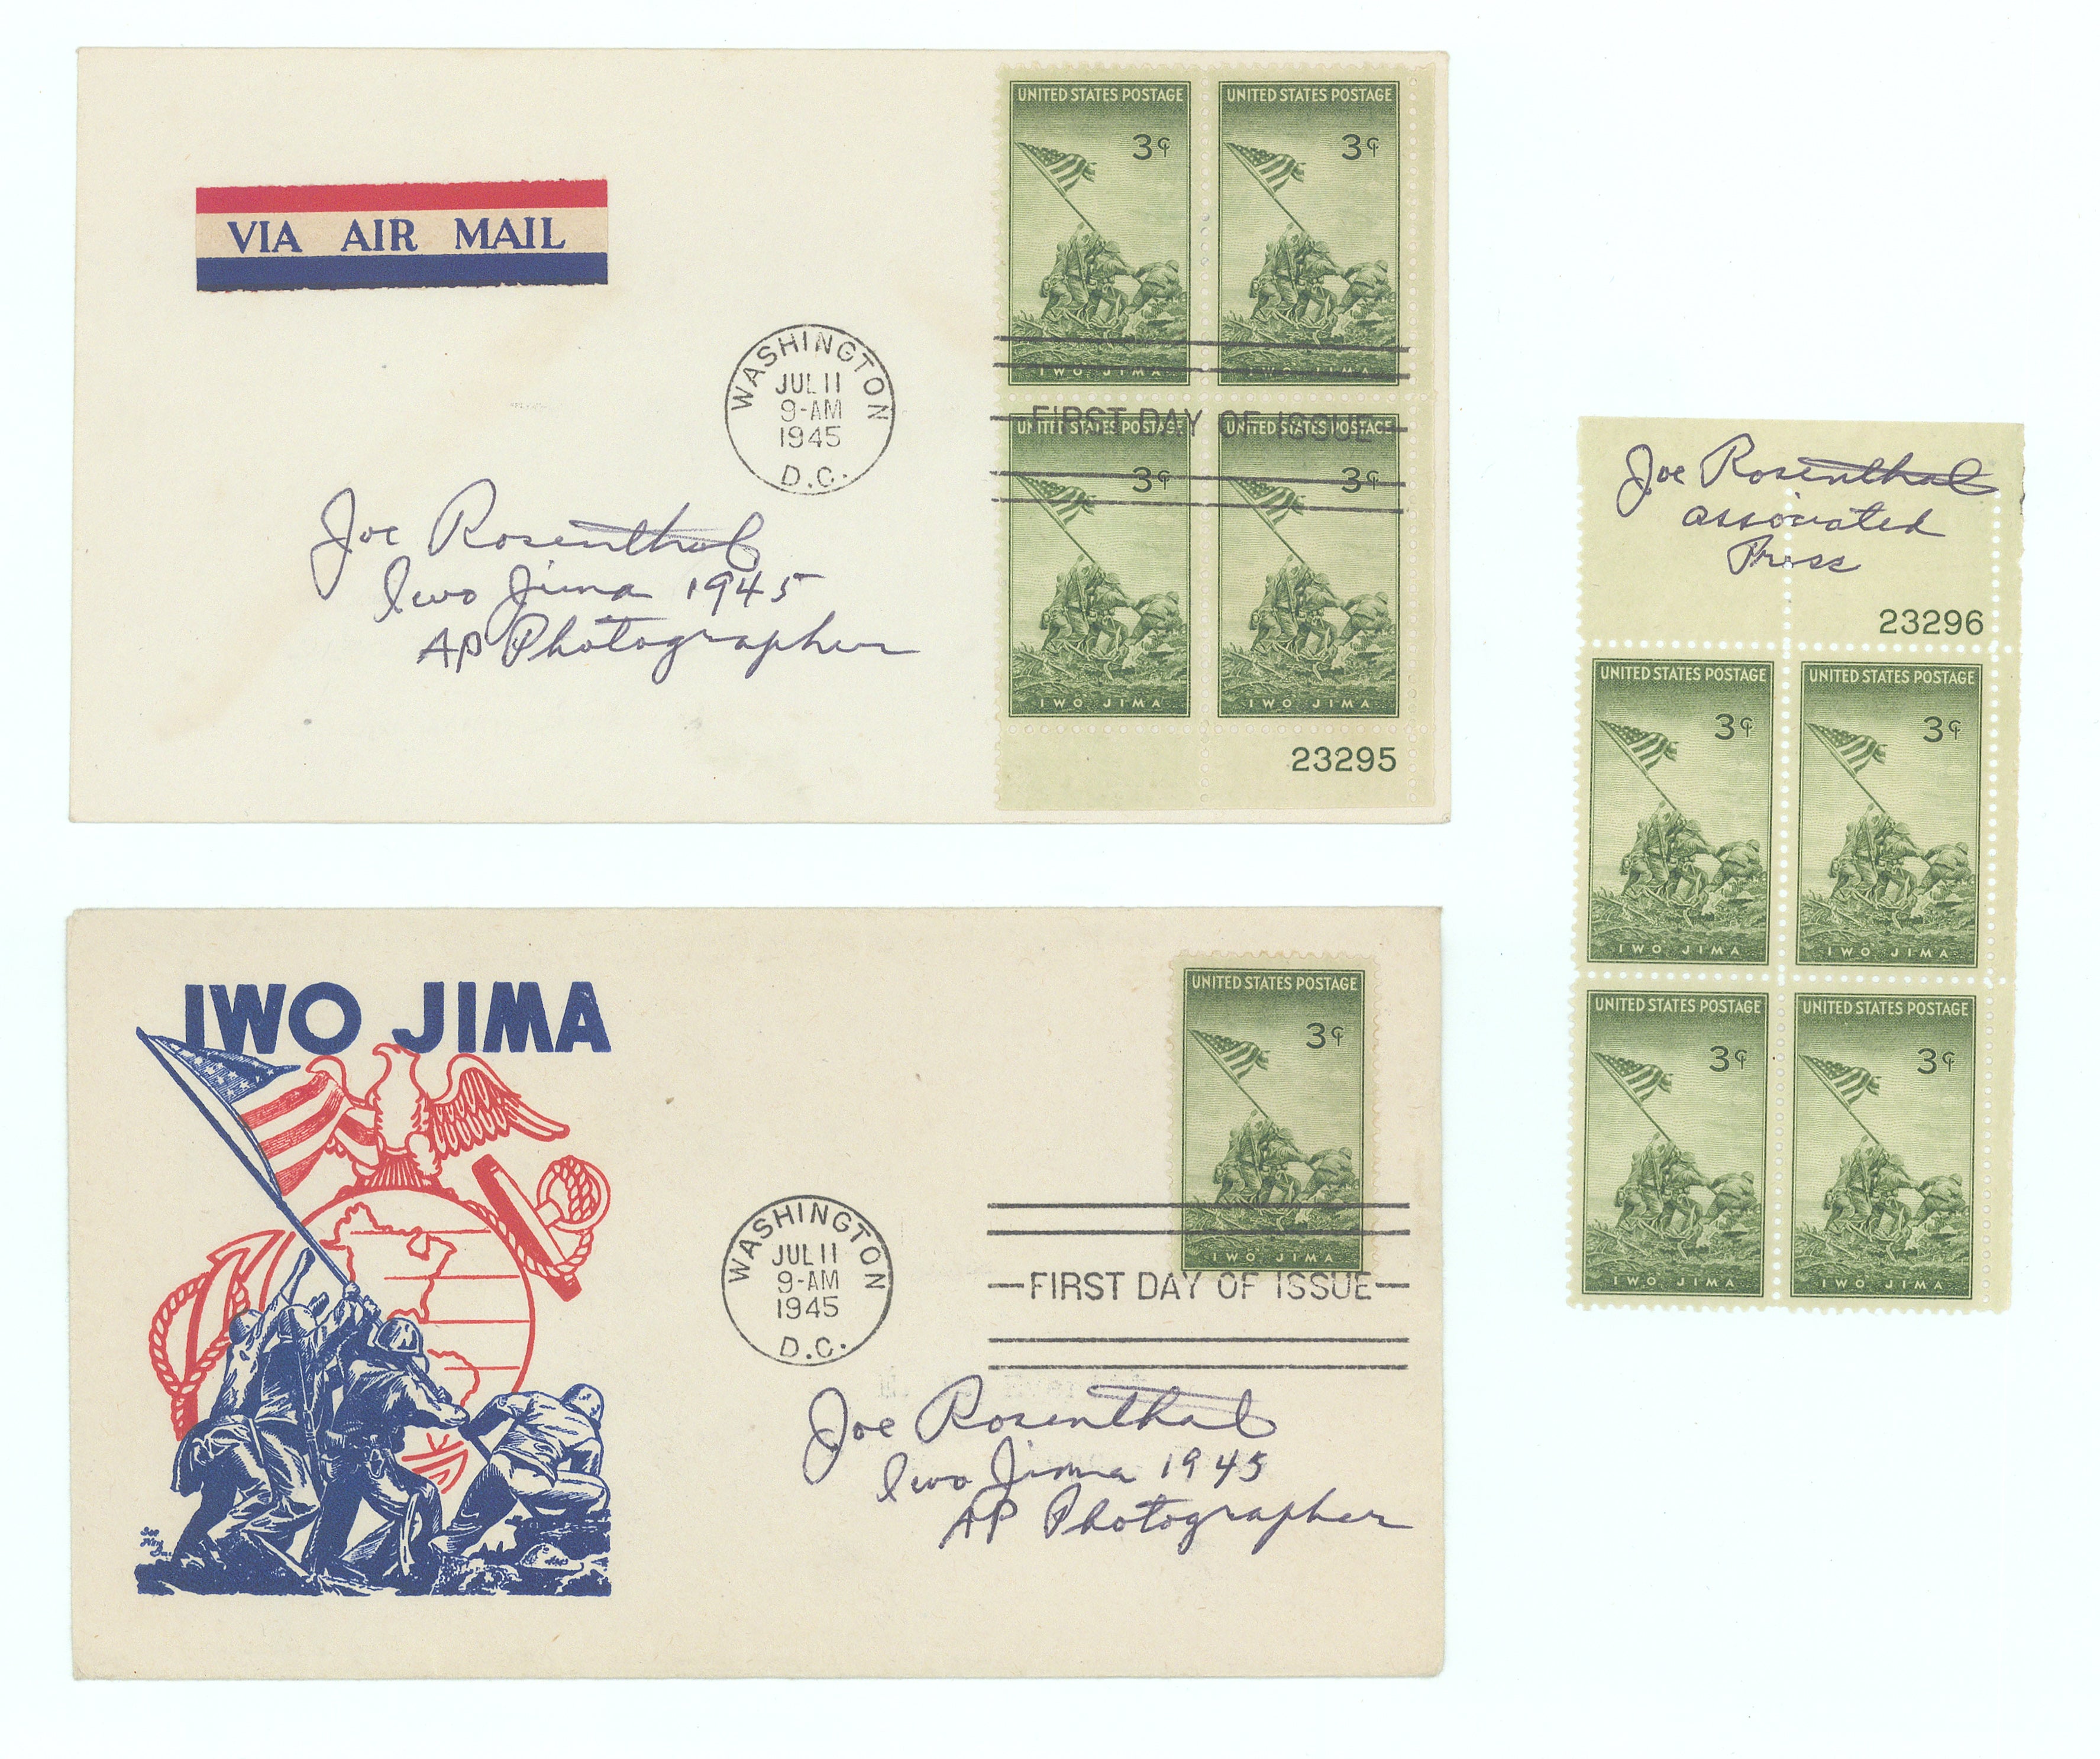 VIA AIR MAIL
WASHINGTON
JUL 11
9-AM
1945
D.C.
UNITED STATES POSTAGE
3¢
IWO JIMA
UNITED STATES POSTAGE
3¢
IWO JIMA
FIRST DAY OF ISSUE
UNITED STATES POSTAGE
3¢
IWO JIMA
UNITED STATES POSTAGE
3¢
IWO JIMA
23295
Joe Rosenthal
Iwo Jima 1945
AP Photographer
Joe Rosenthal
Associated
Press
23296
UNITED STATES POSTAGE
3¢
IWO JIMA
UNITED STATES POSTAGE
3¢
IWO JIMA
UNITED STATES POSTAGE
3¢
IWO JIMA
UNITED STATES POSTAGE
3¢
IWO JIMA
IWO JIMA
WASHINGTON
JUL 11
9-AM
1945
D.C.
UNITED STATES POSTAGE
3¢
IWO JIMA
FIRST DAY OF ISSUE
Joe Rosenthal
Iwo Jima 1945
AP Photographer